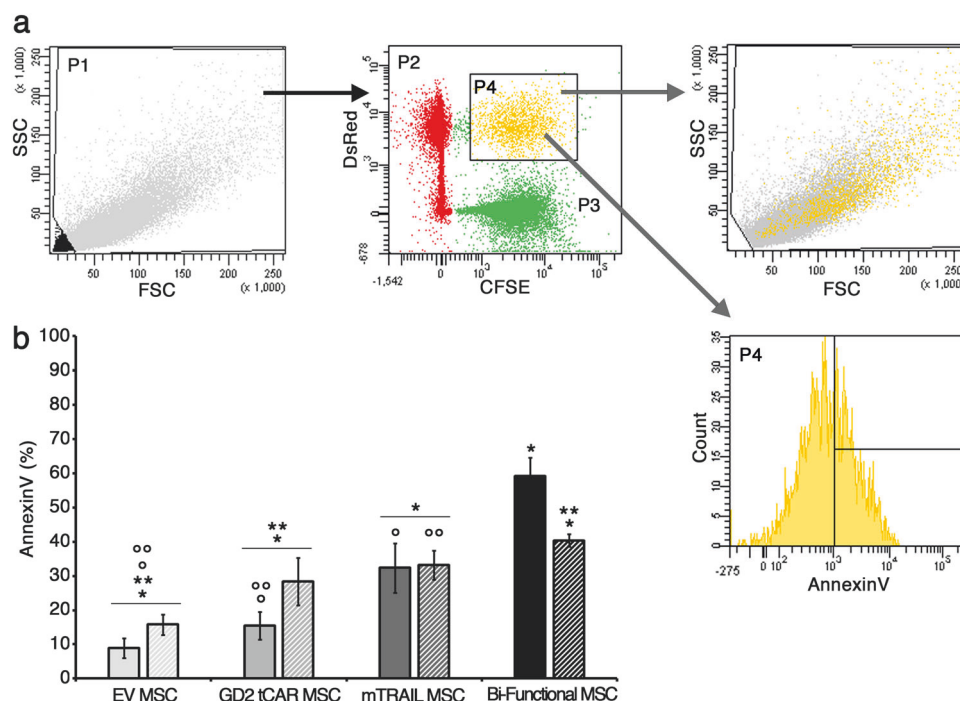 a
P1
SSC
(x 1,000)
250
200
150
100
50
50 100 150 200 250
FSC
(x 1,000)
P2
P4
P3
DsRed
10^5
10^4
10^3
0
-678
-1,542
0 10^3 10^4 10^5
CFSE
SSC
(x 1,000)
250
200
150
100
50
50 100 150 200 250
FSC
(x 1,000)
P4
Count
35
30
25
20
15
10
5
0
-275 0 10^2 10^3 10^4 10^5
AnnexinV
b
AnnexinV (%)
100
90
80
70
60
50
40
30
20
10
0
°°
°
**
*
°°
°
**
*
*
° °°
*
**
*
EV MSC GD2 tCAR MSC mTRAIL MSC Bi-Functional MSC